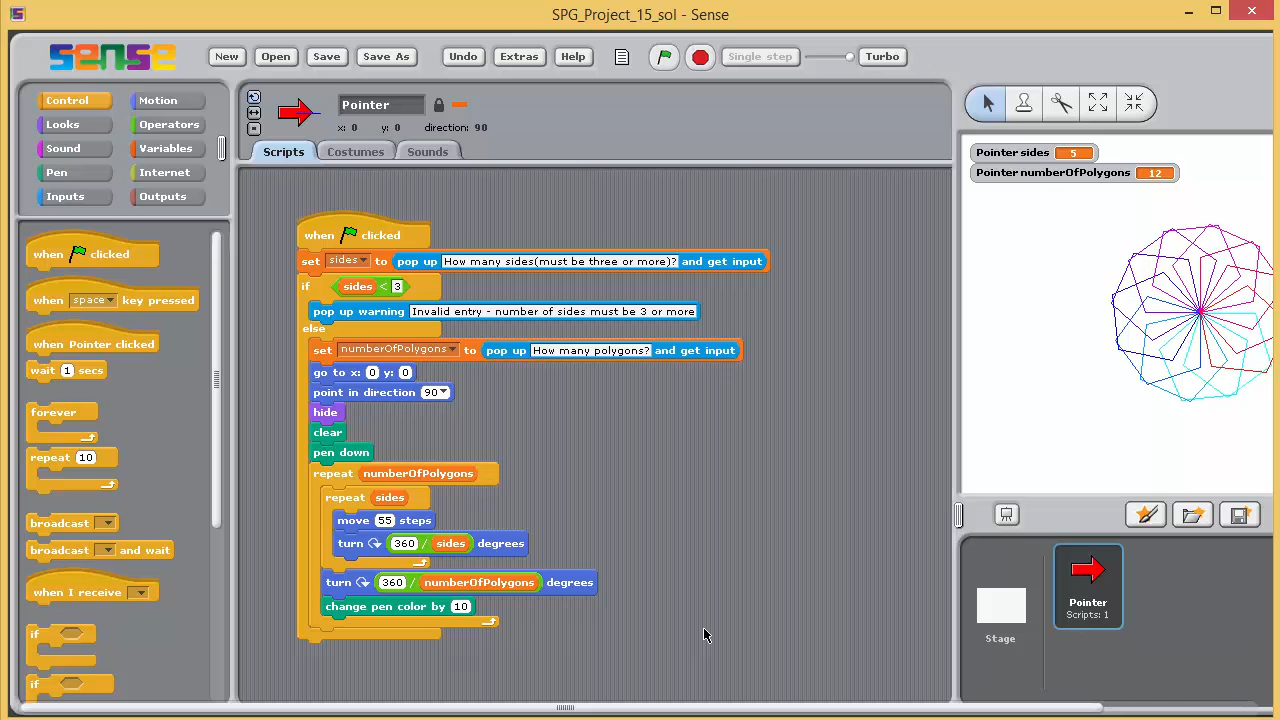 SPG_Project_15_sol - Sense
sense
New Open Save Save As Undo Extras Help Single step Turbo
Control Motion
Looks Operators
Sound Variables
Pen Internet
Inputs Outputs
Pointer
x: 0 y: 0 direction: 90
Scripts Costumes Sounds
when clicked
when space key pressed
when Pointer clicked
wait 1 secs
forever
repeat 10
broadcast
broadcast and wait
when I receive
if
if
when clicked
set sides to pop up How many sides(must be three or more)? and get input
if sides < 3
pop up warning Invalid entry - number of sides must be 3 or more
else
set numberOfPolygons to pop up How many polygons? and get input
go to x: 0 y: 0
point in direction 90
hide
clear
pen down
repeat numberOfPolygons
repeat sides
move 55 steps
turn 360 / sides degrees
turn 360 / numberOfPolygons degrees
change pen color by 10
Pointer sides 5
Pointer numberOfPolygons 12
Stage
Pointer
Scripts: 1